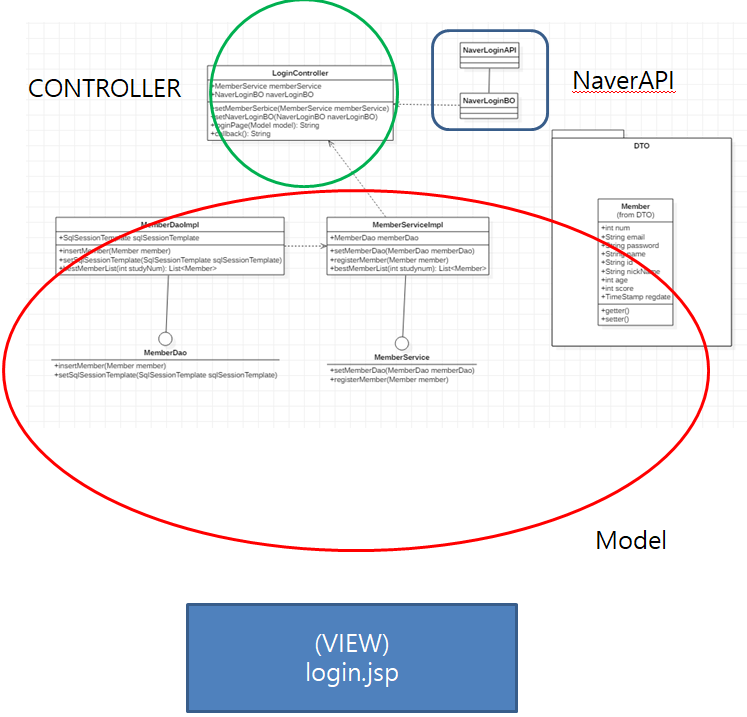 CONTROLLER
LoginController
+MemberService memberService
+NaverLoginBO naverLoginBO
+setMemberSerbice(MemberService memberService)
+setNaverLoginBO(NaverLoginBO naverLoginBO)
+loginPage(Model model): String
+callback(): String
NaverLoginAPI
NaverLoginBO
NaverAPI
DTO
Member
(from DTO)
+int num
+String email
+String password
+String name
+String id
+String nickName
+int age
+int score
+TimeStamp regdate
+getter()
+setter()
MemberDaoImpl
+SqlSessionTemplate sqlSessionTemplate
+insertMember(Member member)
+setSqlSessionTemplate(SqlSessionTemplate sqlSessionTemplate)
+bestMemberList(int studyNum): List<Member>
MemberServiceImpl
+MemberDao memberDao
+setMemberDao(MemberDao memberDao)
+registerMember(Member member)
+bestMemberList(int studynum): List<Member>
MemberDao
+insertMember(Member member)
+setSqlSessionTemplate(SqlSessionTemplate sqlSessionTemplate)
MemberService
+setMemberDao(MemberDao memberDao)
+registerMember(Member member)
Model
(VIEW)
login.jsp